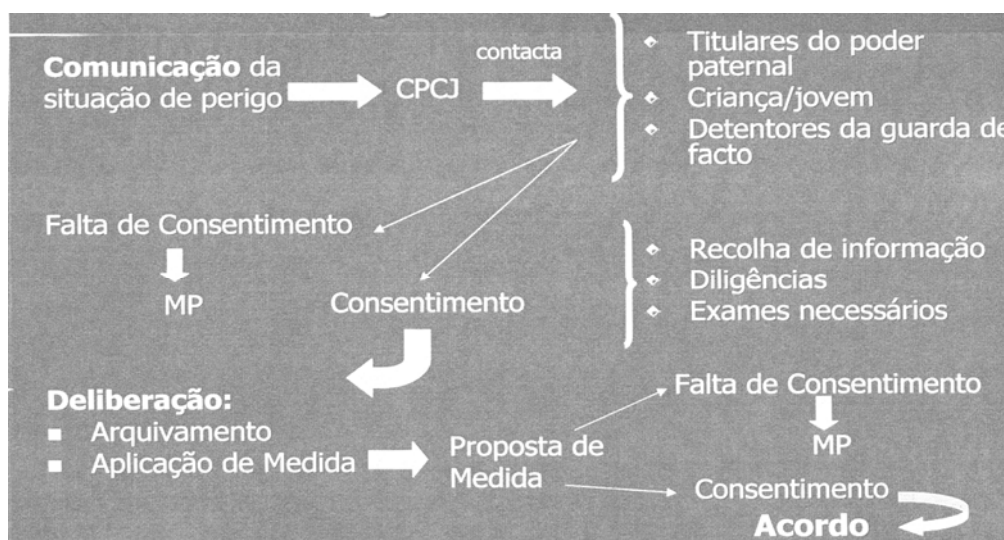 Comunicação da
situação de perigo
CPCJ
contacta
Titulares do poder
paternal
Criança/jovem
Detentores da guarda de
facto
Falta de Consentimento
MP
Consentimento
Recolha de informação
Diligências
Exames necessários
Deliberação:
Arquivamento
Aplicação de Medida
Proposta de
Medida
Falta de Consentimento
MP
Consentimento
Acordo